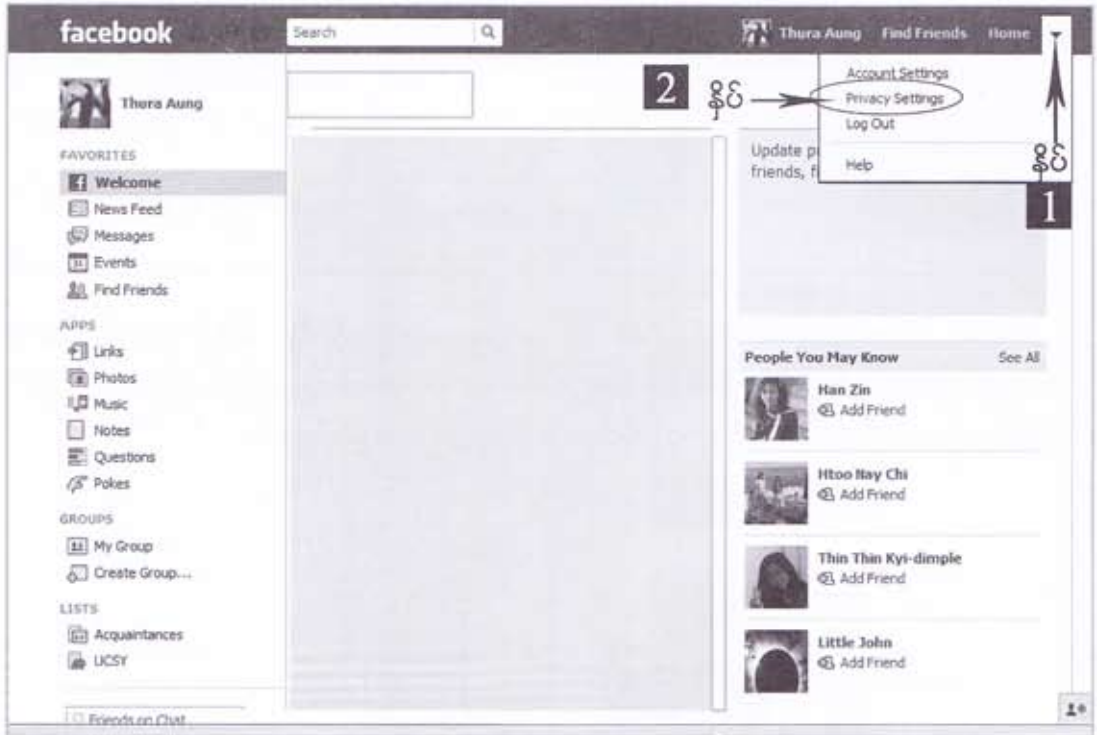 facebook
Search
Thura Aung Find Friends Home
Thura Aung
2 နှိပ်
Account Settings
Privacy Settings
Log Out
Help
နှိပ်
1
Update p
friends, f
FAVORITES
Welcome
News Feed
Messages
Events
Find Friends
APPS
Links
Photos
Music
Notes
Questions
Pokes
GROUPS
My Group
Create Group...
LISTS
Acquaintances
UCSY
Friends on Chat
People You May Know See All
Han Zin
Add Friend
Htoo Nay Chi
Add Friend
Thin Thin Kyi-dimple
Add Friend
Little John
Add Friend